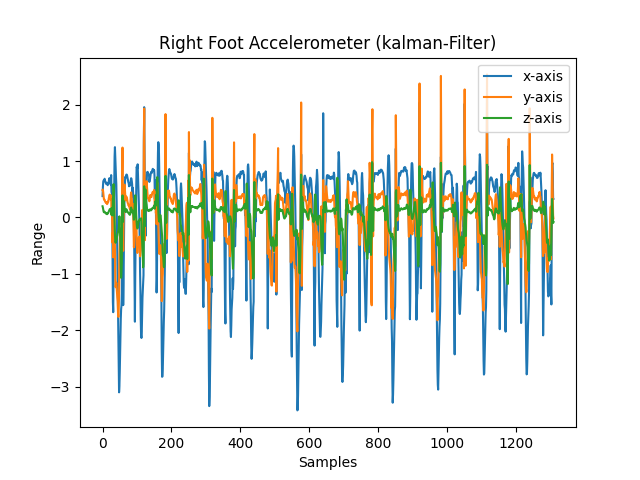 Right Foot Accelerometer (kalman-Filter)
x-axis
y-axis
z-axis
2
1
0
−1
−2
−3
Range
0 200 400 600 800 1000 1200
Samples